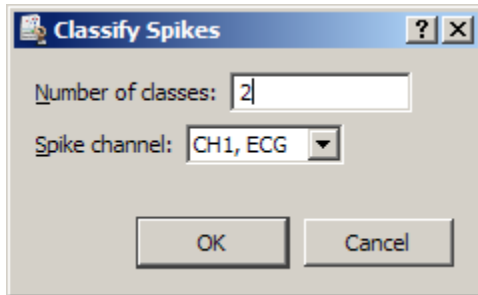 Classify Spikes
Number of classes: 2
Spike channel: CH1, ECG
OK Cancel